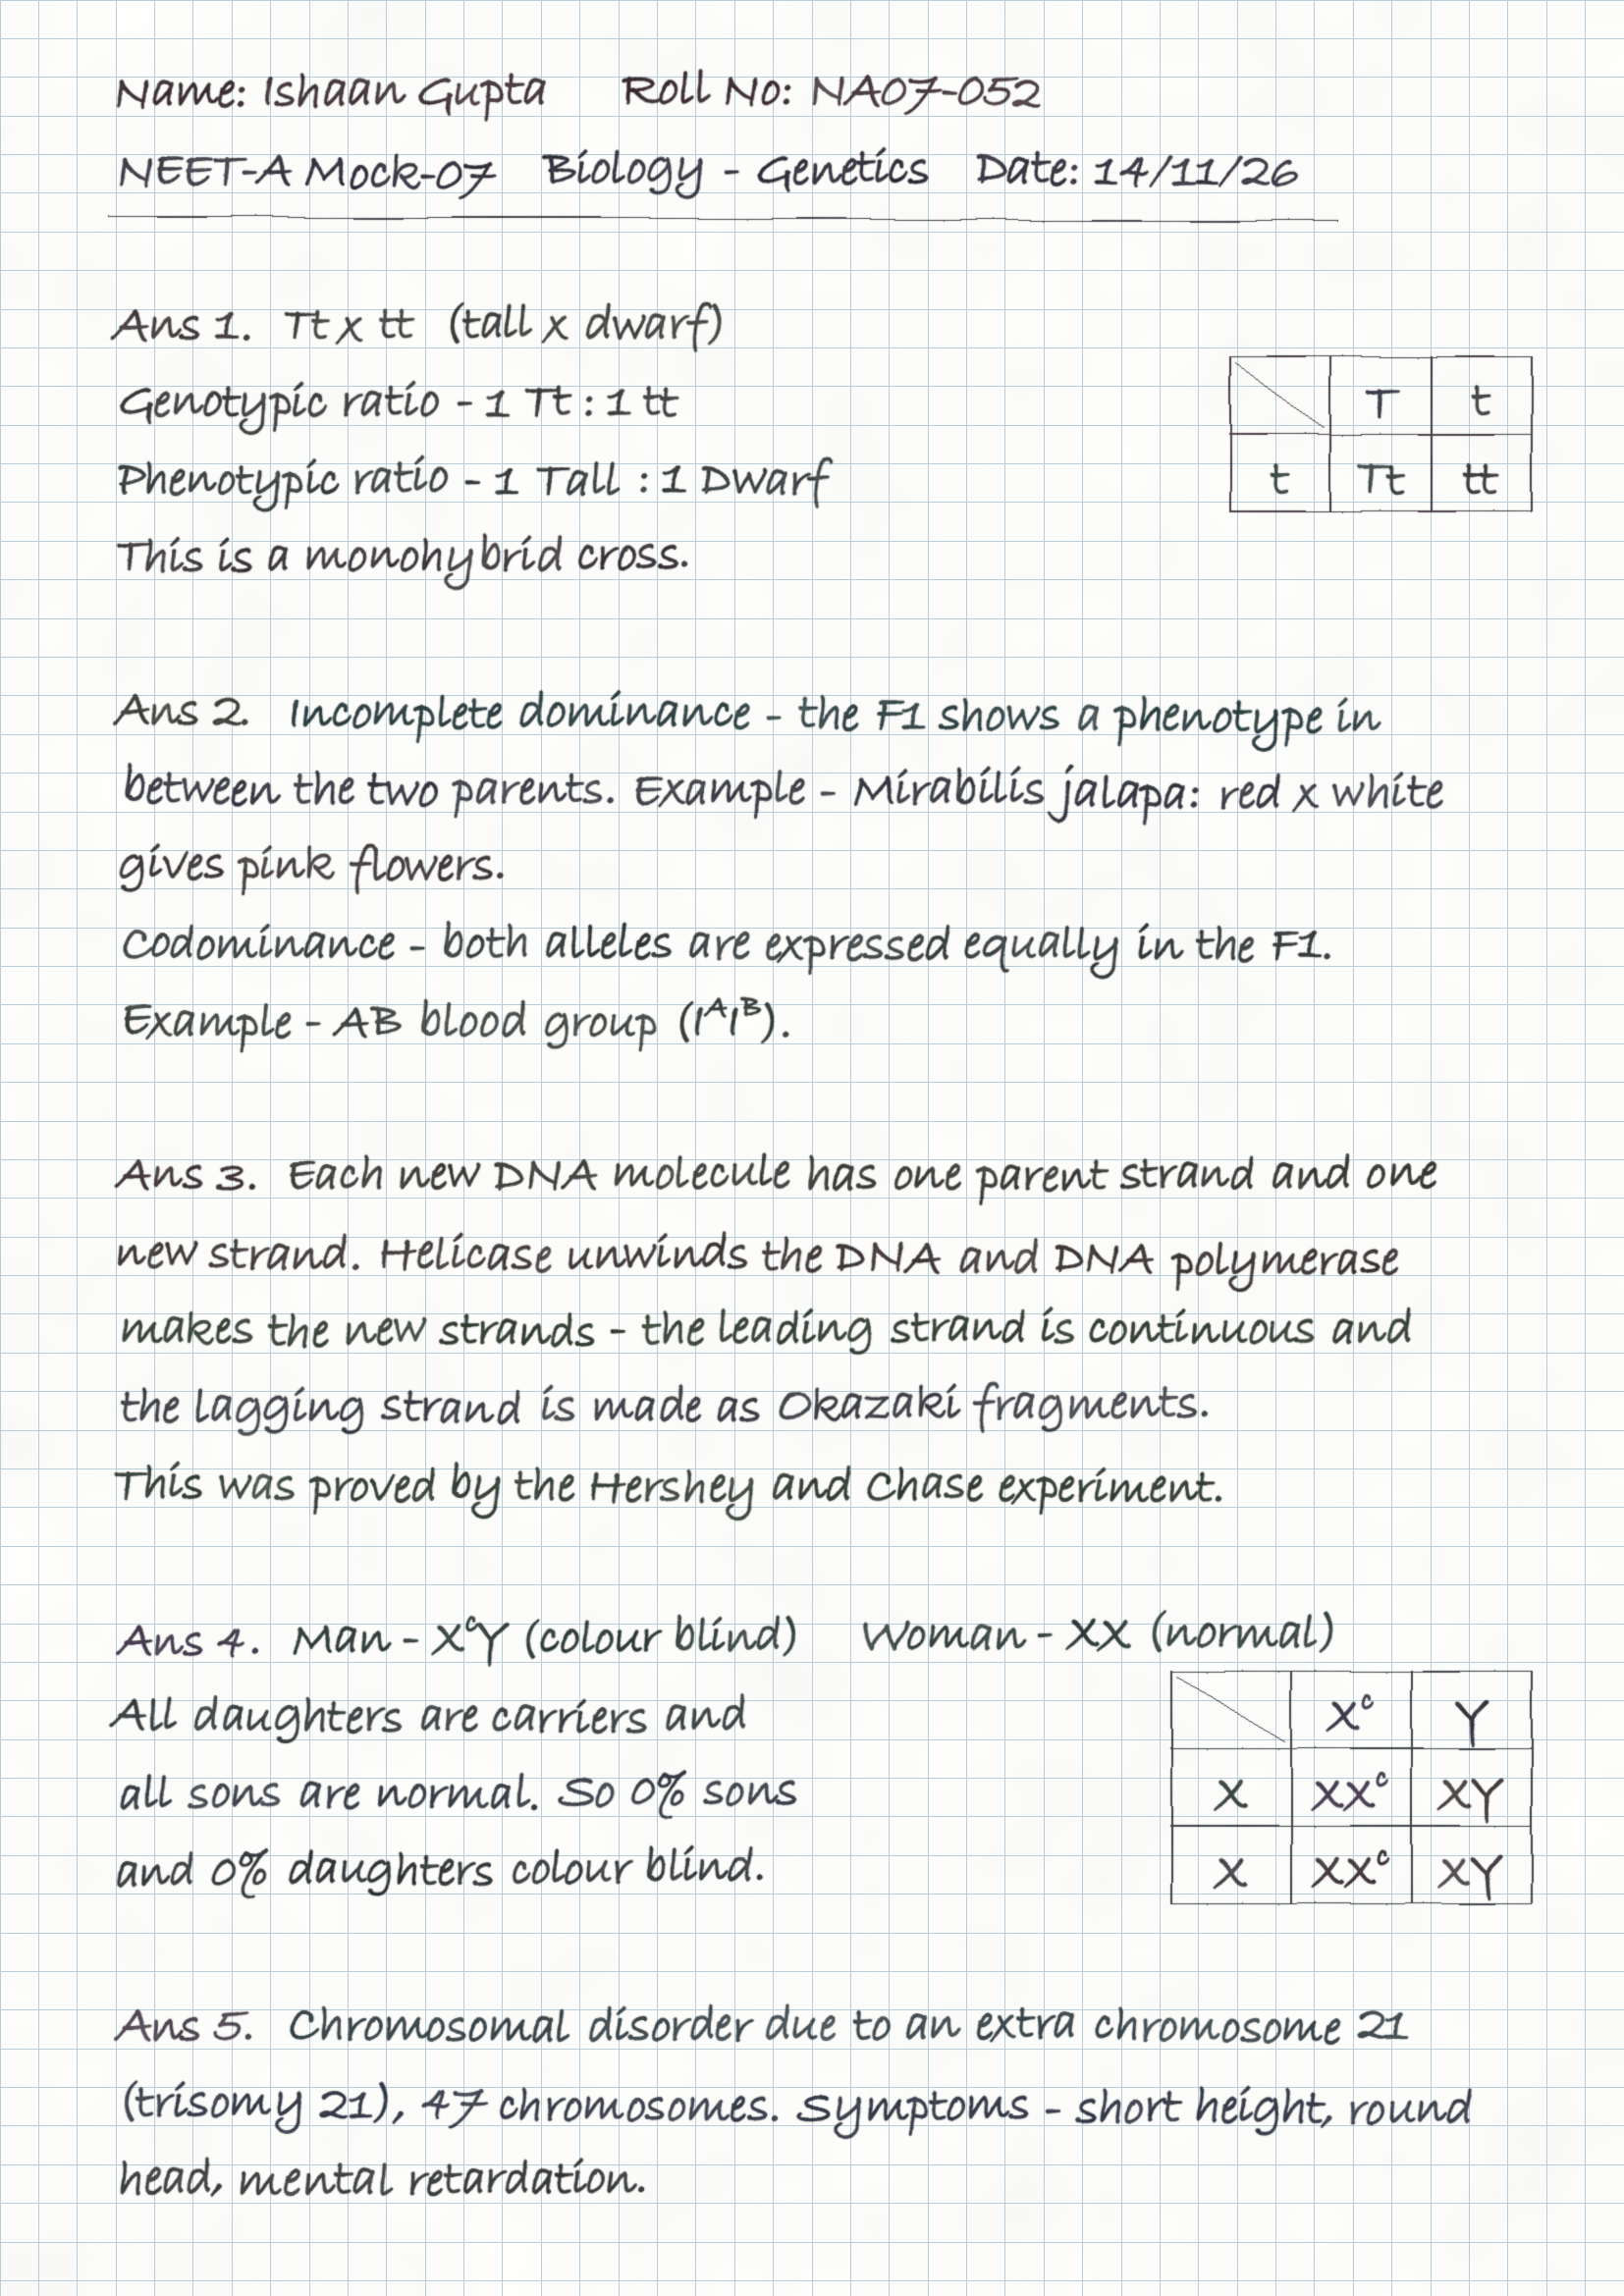 Name: Ishaan Gupta Roll No: NA07-052
NEET-A Mock-07 Biology - Genetics Date: 14/11/26
Ans 1. Tt x tt (tall x dwarf)
Genotypic ratio - 1 Tt : 1 tt
Phenotypic ratio - 1 Tall : 1 Dwarf
This is a monohybrid cross.
T t
t Tt tt
Ans 2. Incomplete dominance - the F1 shows a phenotype in
between the two parents. Example - Mirabilis jalapa: red x white
gives pink flowers.
Codominance - both alleles are expressed equally in the F1.
Example - AB blood group (IᴬIᴮ).
Ans 3. Each new DNA molecule has one parent strand and one
new strand. Helicase unwinds the DNA and DNA polymerase
makes the new strands - the leading strand is continuous and
the lagging strand is made as Okazaki fragments.
This was proved by the Hershey and Chase experiment.
Ans 4. Man - XᶜY (colour blind) Woman - XX (normal)
All daughters are carriers and
all sons are normal. So 0% sons
and 0% daughters colour blind.
Xᶜ Y
X XXᶜ XY
X XXᶜ XY
Ans 5. Chromosomal disorder due to an extra chromosome 21
(trisomy 21), 47 chromosomes. Symptoms - short height, round
head, mental retardation.